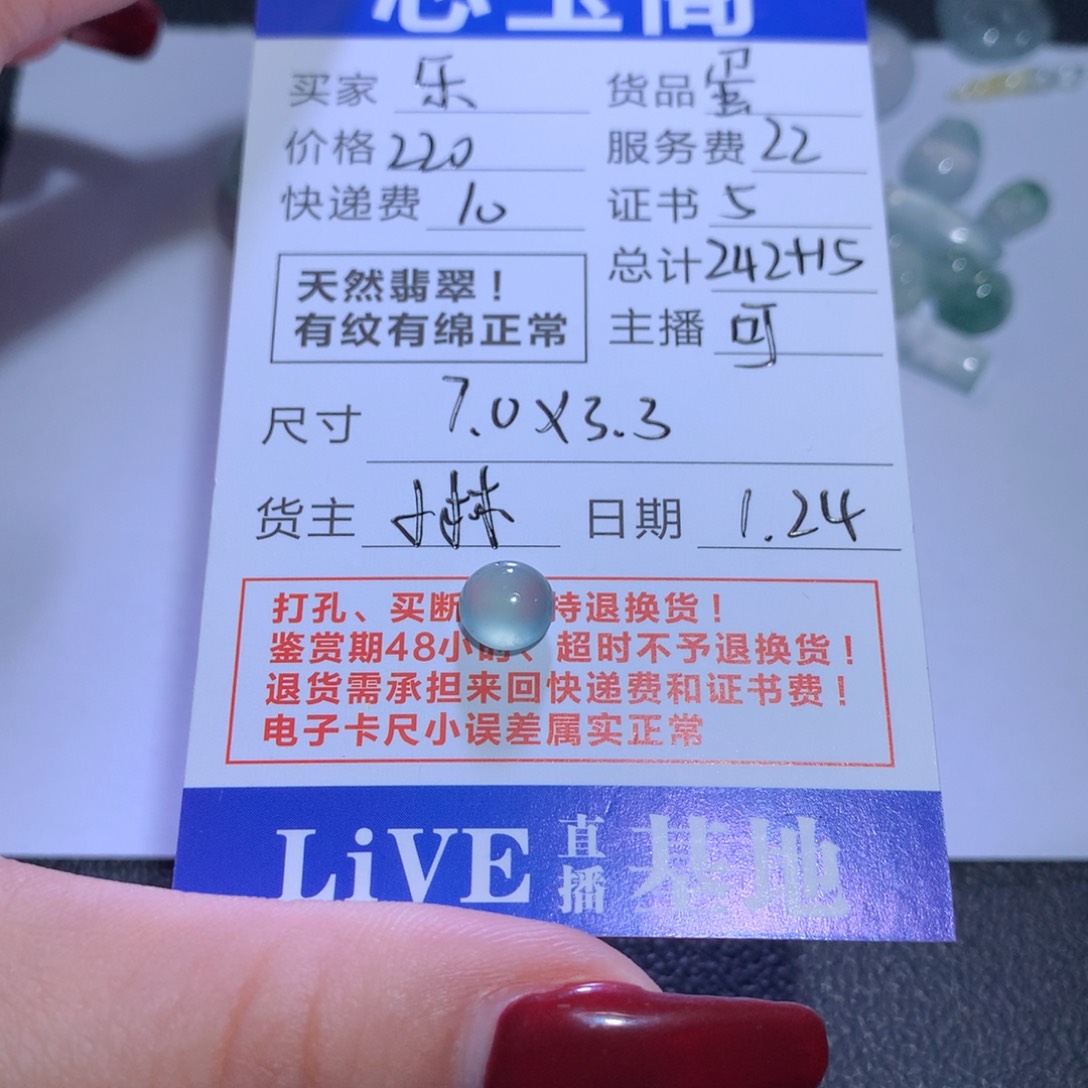 买家 乐 货品 蛋
价格 220 服务费 22
快递费 10 证书 5
总计 242+15
天然翡翠！
有纹有绵正常
主播 可
尺寸 7.0X3.3
货主 日期 1.24
打孔、买断 持退换货！
鉴赏期48小时、超时不予退换货！
退货需承担来回快递费和证书费！
电子卡尺小误差属实正常
LiVE 直播 基地